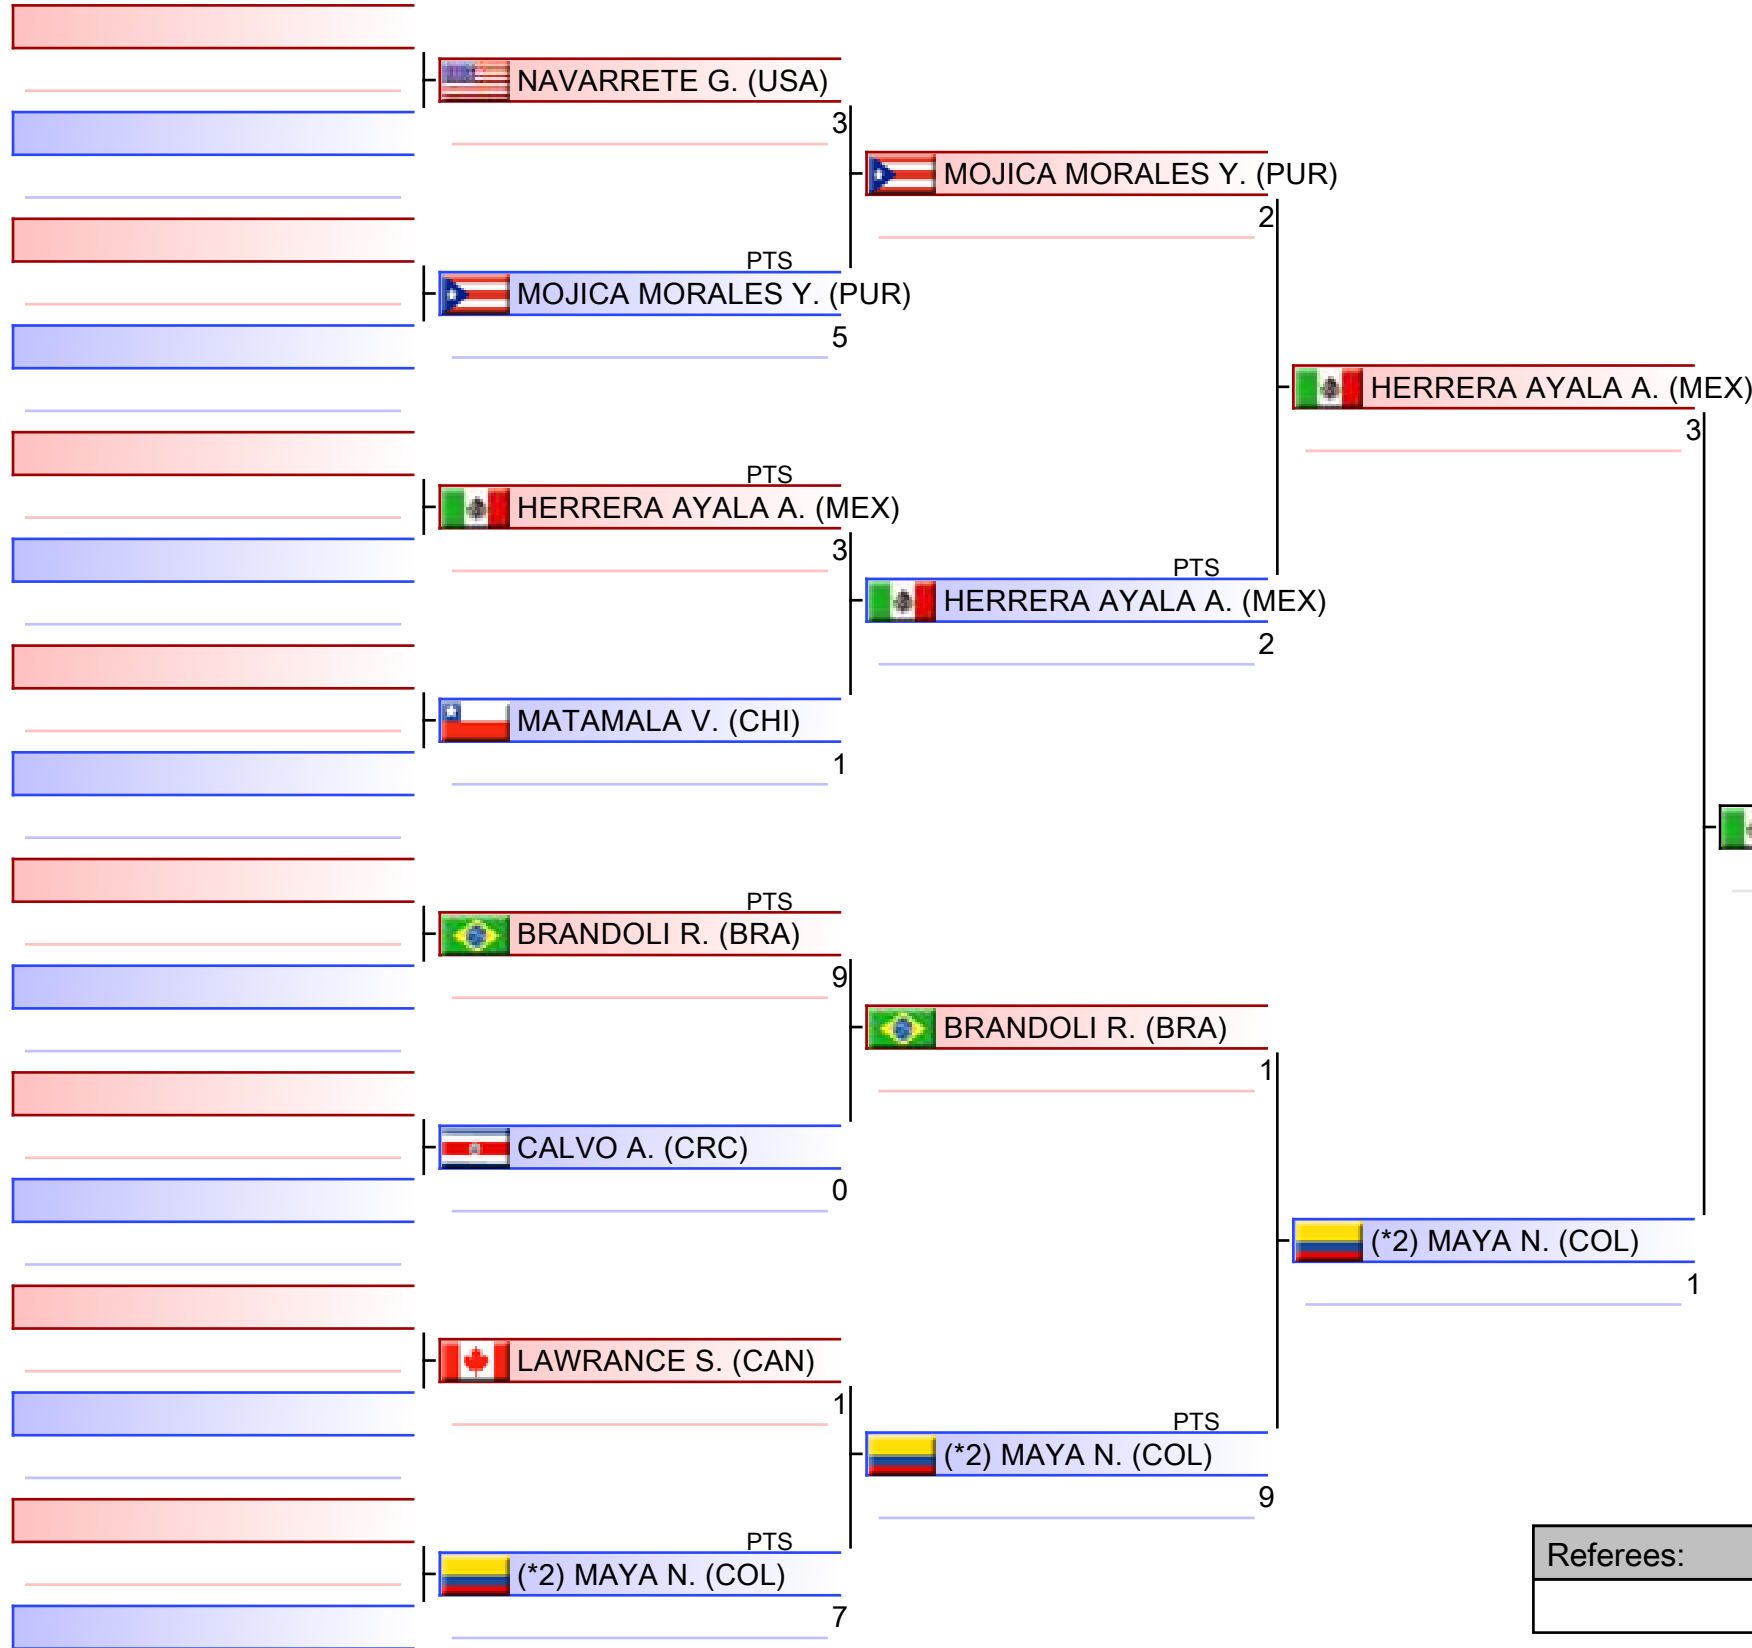 NAVARRETE G. (USA)
3
MOJICA MORALES Y. (PUR)
2
PTS
MOJICA MORALES Y. (PUR)
5
HERRERA AYALA A. (MEX)
3
PTS
HERRERA AYALA A. (MEX)
3
PTS
HERRERA AYALA A. (MEX)
2
MATAMALA V. (CHI)
1
PTS
BRANDOLI R. (BRA)
9
BRANDOLI R. (BRA)
1
CALVO A. (CRC)
0
(*2) MAYA N. (COL)
1
LAWRANCE S. (CAN)
1
PTS
(*2) MAYA N. (COL)
9
PTS
(*2) MAYA N. (COL)
7
Referees: